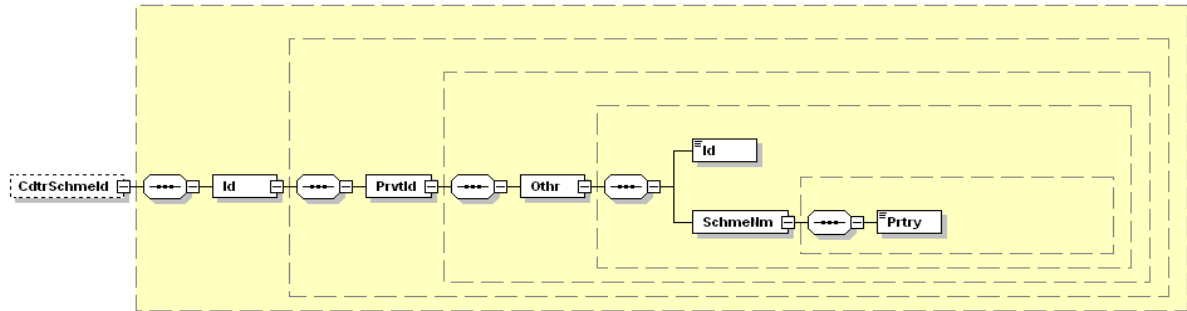 Id
CdtrSchmeId
Id
PrvtId
Othr
SchmeNm
Prtry